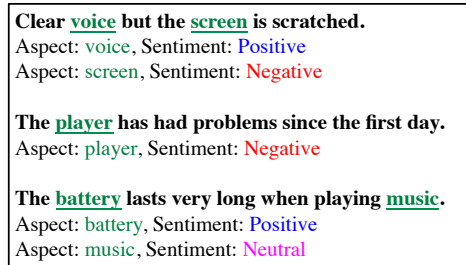 Clear voice but the screen is scratched.
Aspect: voice, Sentiment: Positive
Aspect: screen, Sentiment: Negative
The player has had problems since the first day.
Aspect: player, Sentiment: Negative
The battery lasts very long when playing music.
Aspect: battery, Sentiment: Positive
Aspect: music, Sentiment: Neutral